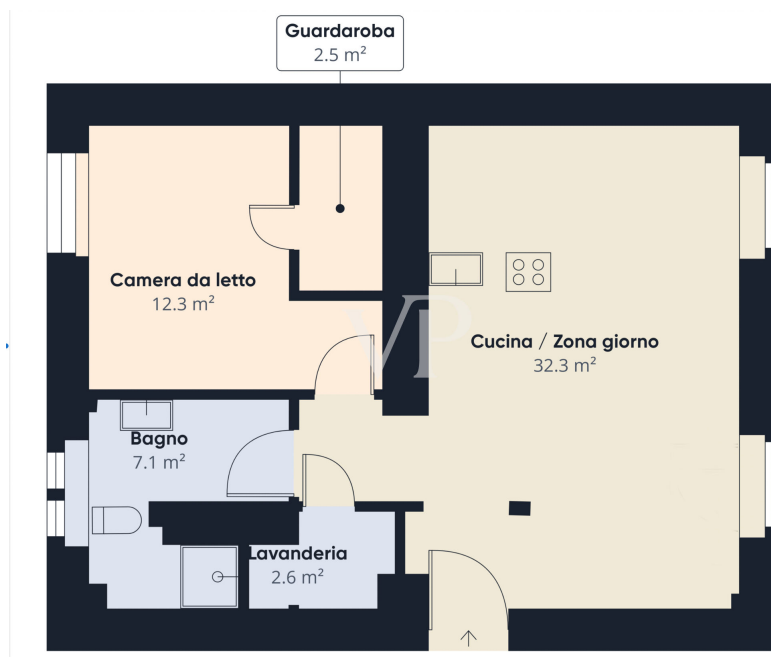 Guardaroba
2.5 m²
Camera da letto
12.3 m²
VP
Cucina / Zona giorno
32.3 m²
Bagno
7.1 m²
Lavanderia
2.6 m²